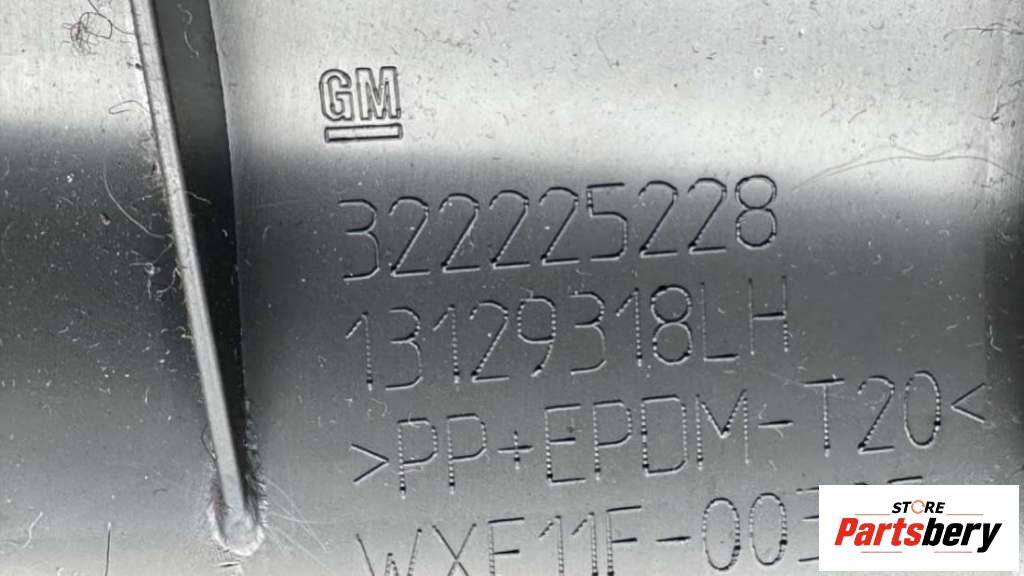 GM
322225228
13129318LH
>PP+EPDM-T20<
STORE
Partsbery